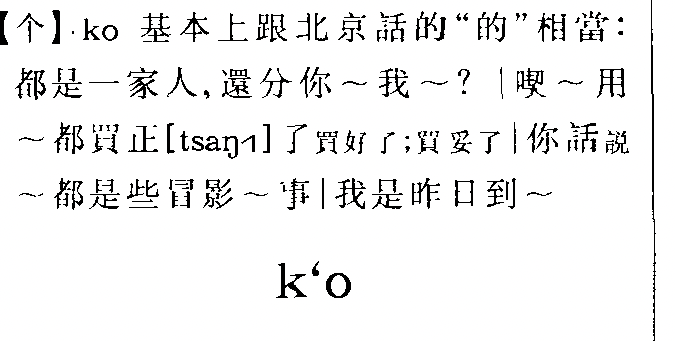 【个】·ko 基本上跟北京話的“的”相當：
都是一家人，還分你～我～？｜喫～用
～都買正[tsaŋ˧˥]了買好了；買妥了｜你話説
～都是些冒影～事｜我是昨日到～
k‘o